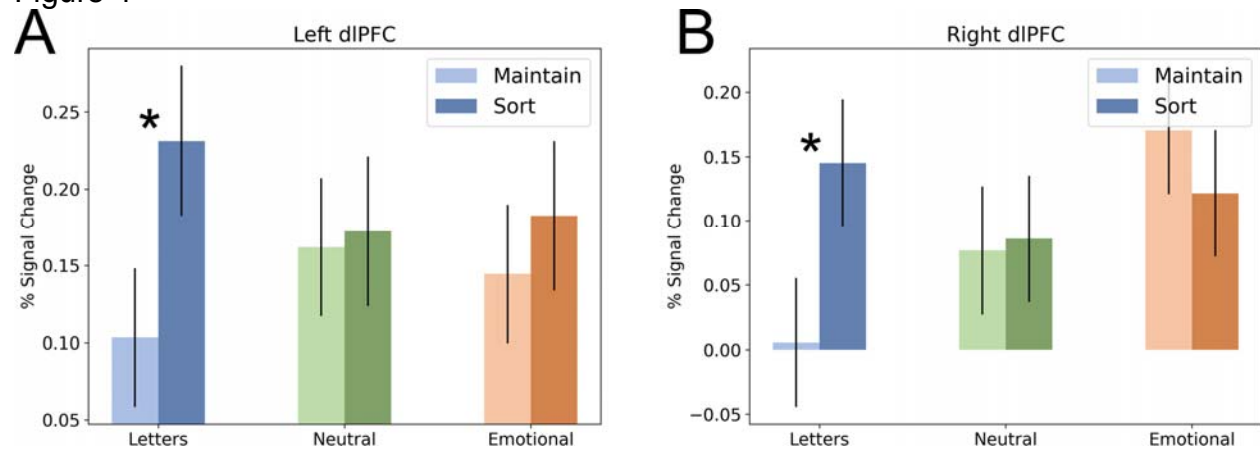 A
Left dlPFC
Maintain
Sort
*
% Signal Change
0.25
0.20
0.15
0.10
0.05
Letters Neutral Emotional
B
Right dlPFC
Maintain
Sort
*
% Signal Change
0.20
0.15
0.10
0.05
0.00
−0.05
Letters Neutral Emotional